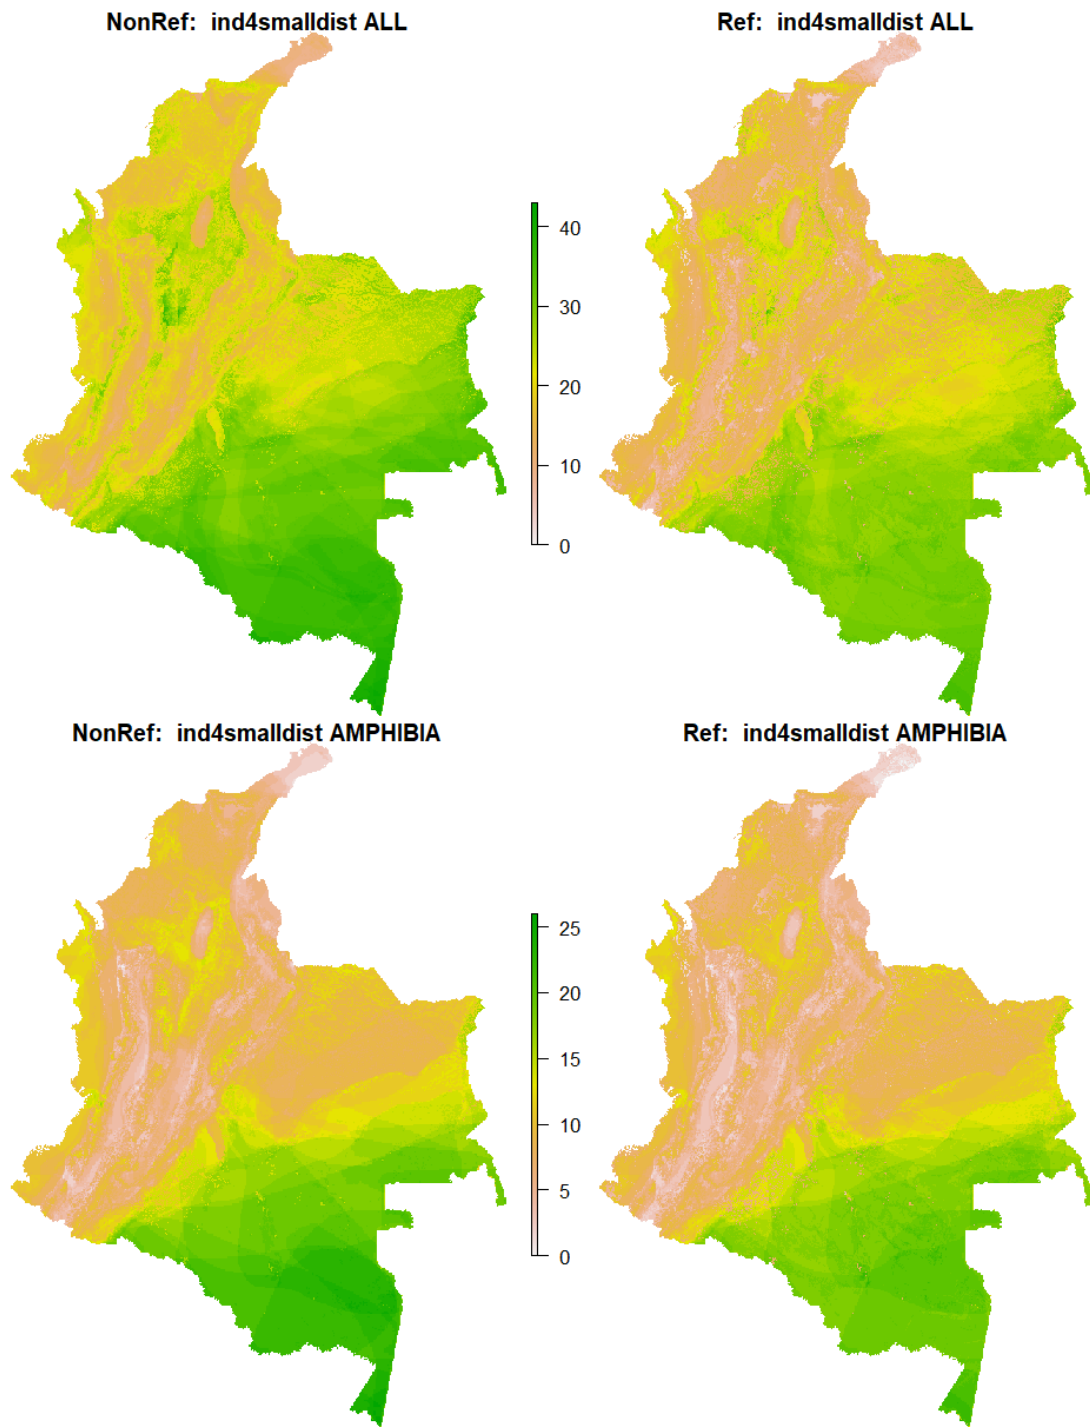 NonRef: ind4smalldist ALL
Ref: ind4smalldist ALL
40
30
20
10
0
NonRef: ind4smalldist AMPHIBIA
Ref: ind4smalldist AMPHIBIA
25
20
15
10
5
0